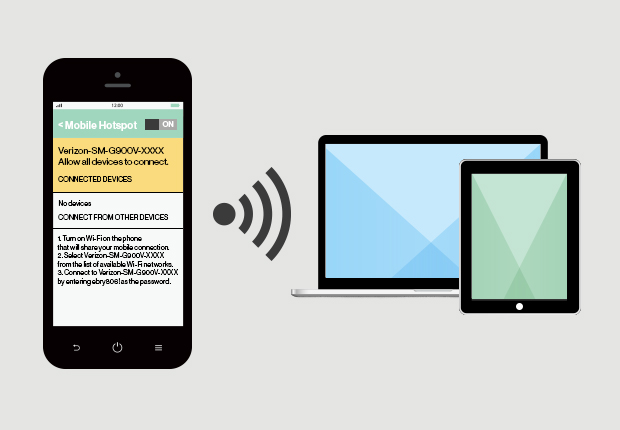 12:00
< Mobile Hotspot ON
Verizon-SM-G900V-XXXX
Allow all devices to connect.
CONNECTED DEVICES
No devices
CONNECT FROM OTHER DEVICES
1. Turn on Wi-Fi on the phone
that will share your mobile connection.
2. Select Verizon-SM-G900V-XXXX
from the list of available Wi-Fi networks.
3. Connect to Verizon-SM-G900V-XXXX
by entering ebry8061 as the password.